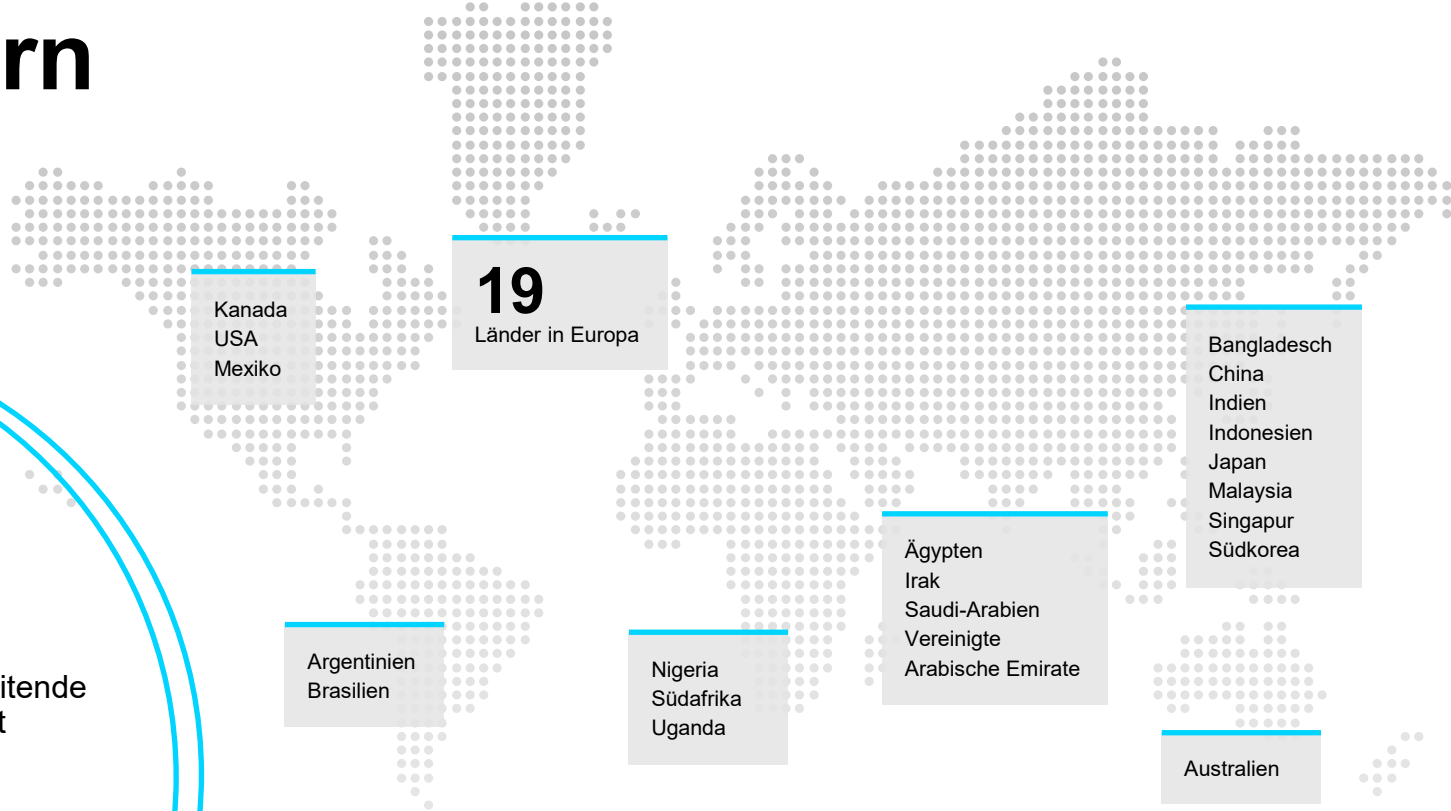 rn
Kanada
USA
Mexiko
19
Länder in Europa
Bangladesch
China
Indien
Indonesien
Japan
Malaysia
Singapur
Südkorea
Ägypten
Irak
Saudi-Arabien
Vereinigte
Arabische Emirate
Argentinien
Brasilien
Nigeria
Südafrika
Uganda
itende
t
Australien